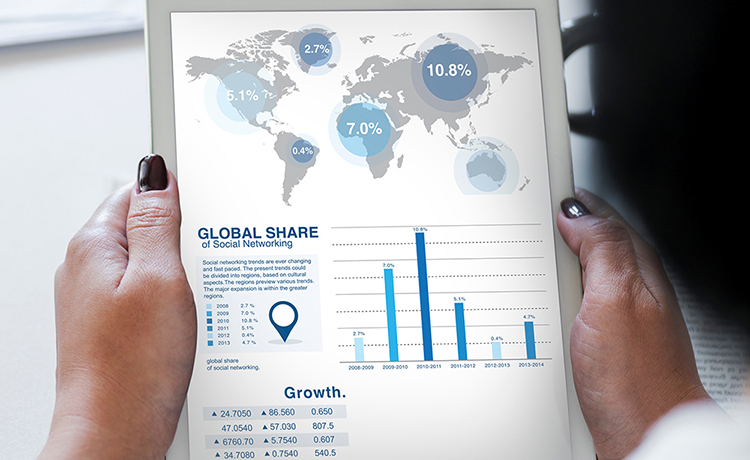 2.7%
10.8%
5.1%
7.0%
0.4%
GLOBAL SHARE
of Social Networking
Social networking trends are ever changing
and fast paced. The present trends could
be divided into regions, based on cultural
aspects.The regions preview various trends.
The major expansion is within the greater
regions.
2008 2.7 %
2009 7.0 %
2010 10.8 %
2011 5.1 %
2012 0.4%
2013 4.7 %
global share
of social networking.
10.8%
7.0%
5.1%
4.7%
2.7%
0.4%
2008-2009 2009-2010 2010-2011 2011-2012 2012-2013 2013-2014
Growth.
▲ 24.7050 ▲ 86.560 0.650
47.0540 ▲ 57.030 807.5
▲ 6760.70 ▲ 5.7540 0.607
▲ 34.7080 ▲ 0.7540 540.5